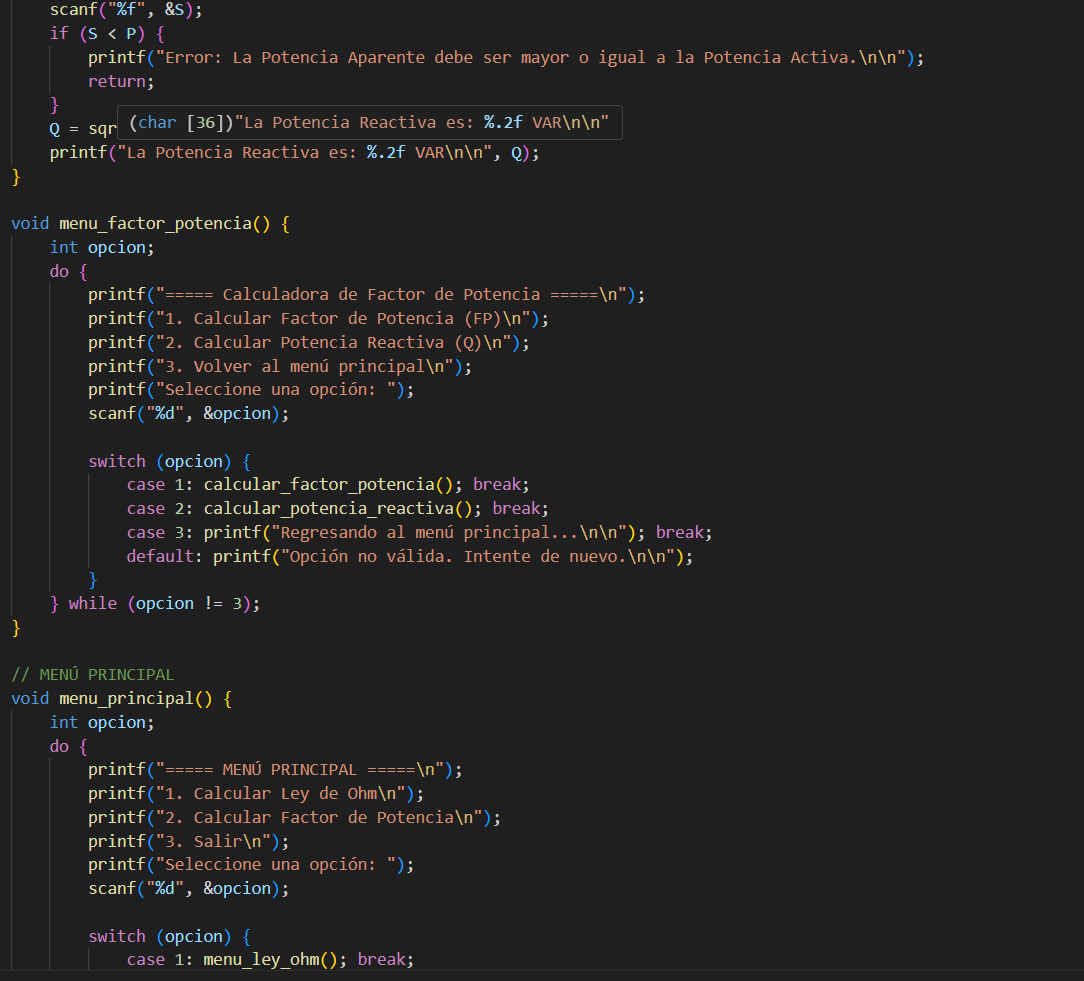 scanf("%f", &S);
    if (S < P) {
        printf("Error: La Potencia Aparente debe ser mayor o igual a la Potencia Activa.\n\n");
        return;
    }
    Q = sqr
(char [36])"La Potencia Reactiva es: %.2f VAR\n\n"
    printf("La Potencia Reactiva es: %.2f VAR\n\n", Q);
}

void menu_factor_potencia() {
    int opcion;
    do {
        printf("===== Calculadora de Factor de Potencia =====\n");
        printf("1. Calcular Factor de Potencia (FP)\n");
        printf("2. Calcular Potencia Reactiva (Q)\n");
        printf("3. Volver al menú principal\n");
        printf("Seleccione una opción: ");
        scanf("%d", &opcion);

        switch (opcion) {
            case 1: calcular_factor_potencia(); break;
            case 2: calcular_potencia_reactiva(); break;
            case 3: printf("Regresando al menú principal...\n\n"); break;
            default: printf("Opción no válida. Intente de nuevo.\n\n");
        }
    } while (opcion != 3);
}

// MENÚ PRINCIPAL
void menu_principal() {
    int opcion;
    do {
        printf("===== MENÚ PRINCIPAL =====\n");
        printf("1. Calcular Ley de Ohm\n");
        printf("2. Calcular Factor de Potencia\n");
        printf("3. Salir\n");
        printf("Seleccione una opción: ");
        scanf("%d", &opcion);

        switch (opcion) {
            case 1: menu_ley_ohm(); break;